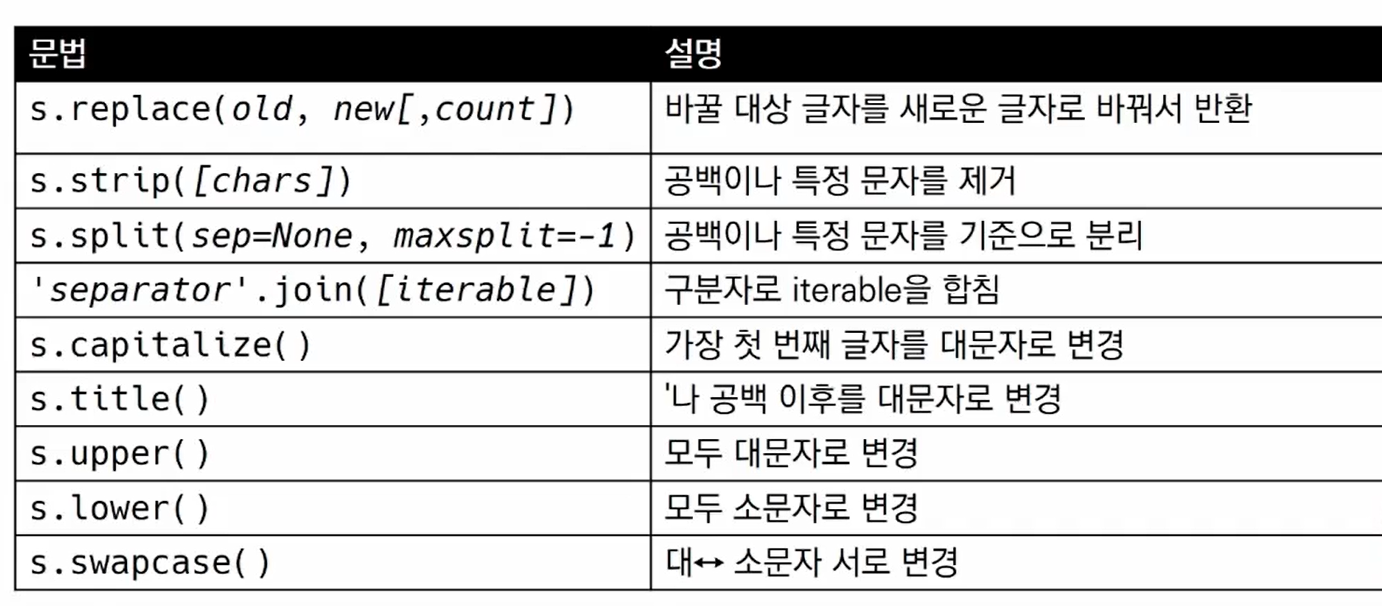 문법 설명
s.replace(old, new[,count]) 바꿀 대상 글자를 새로운 글자로 바꿔서 반환
s.strip([chars]) 공백이나 특정 문자를 제거
s.split(sep=None, maxsplit=-1) 공백이나 특정 문자를 기준으로 분리
'separator'.join([iterable]) 구분자로 iterable을 합침
s.capitalize() 가장 첫 번째 글자를 대문자로 변경
s.title() '나 공백 이후를 대문자로 변경
s.upper() 모두 대문자로 변경
s.lower() 모두 소문자로 변경
s.swapcase() 대↔ 소문자 서로 변경